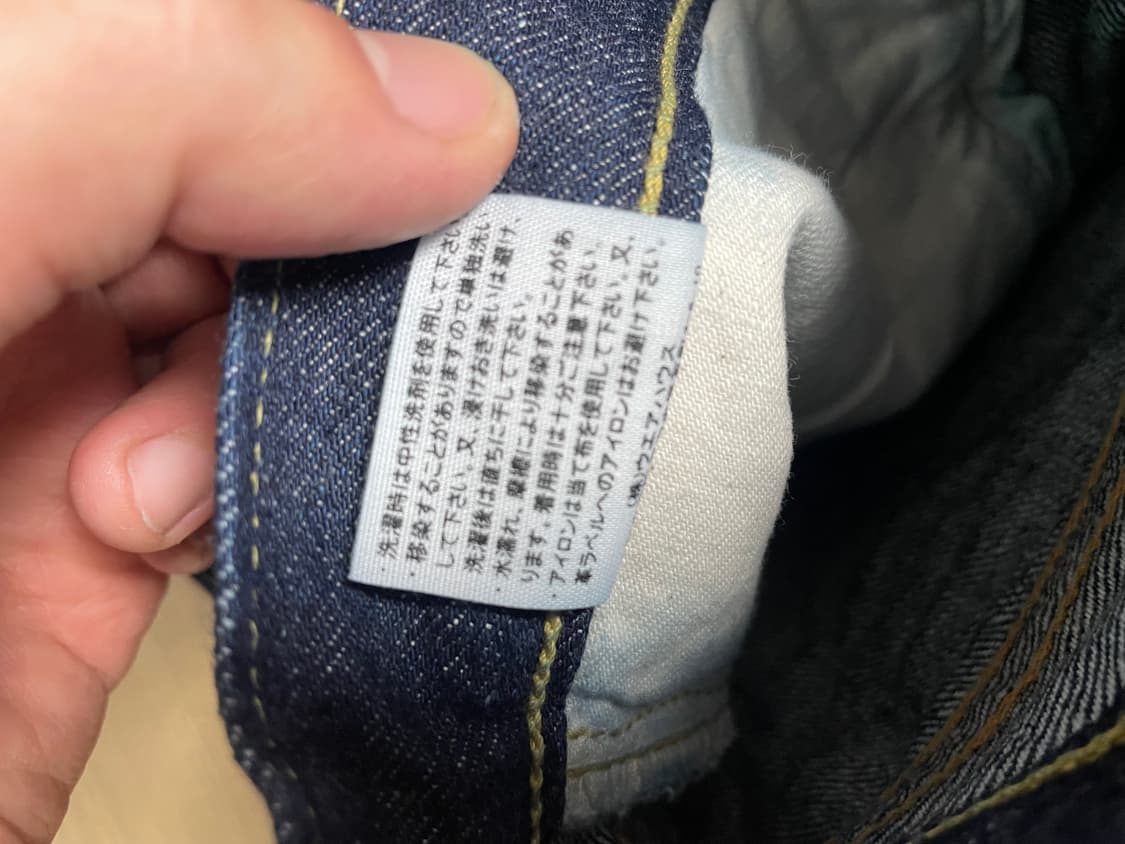 ・洗濯時は中性洗剤を使用して下さい
・移染することがありますので単独洗い
して下さい。又、浸けおき洗いは避け、
洗濯後は直ちに干して下さい。
・水濡れ、摩擦により移染することがあ
ります。着用時は十分ご注意下さい。
・アイロンは当て布を使用して下さい。又、
革ラベルへのアイロンはお避け下さい。
㈱ウエアハウス